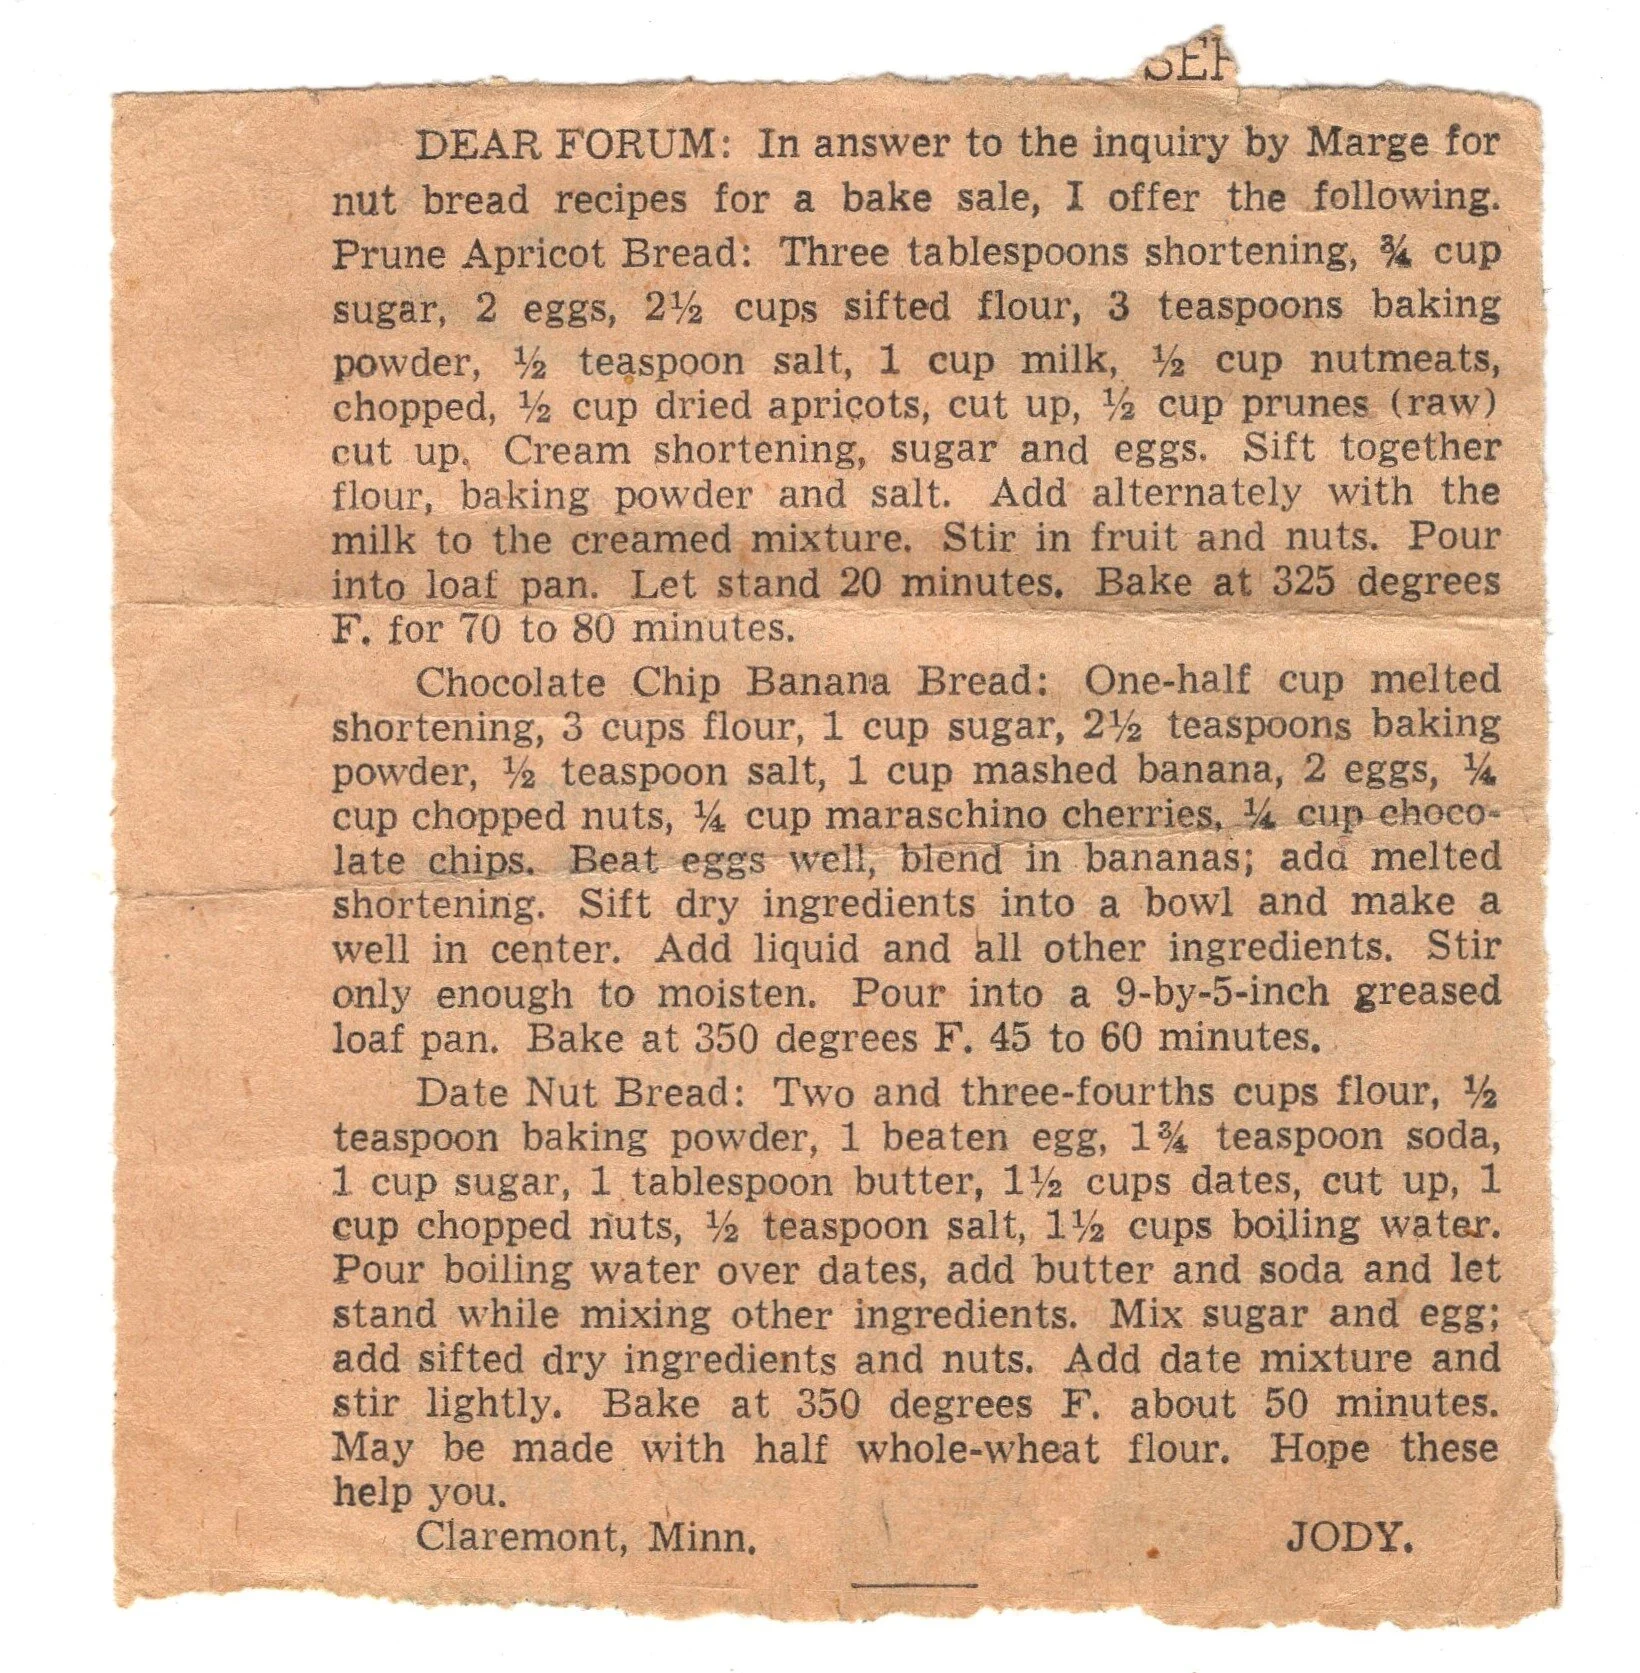 DEAR FORUM: In answer to the inquiry by Marge for
nut bread recipes for a bake sale, I offer the following.
Prune Apricot Bread: Three tablespoons shortening, ¾ cup
sugar, 2 eggs, 2½ cups sifted flour, 3 teaspoons baking
powder, ½ teaspoon salt, 1 cup milk, ½ cup nutmeats,
chopped, ½ cup dried apricots, cut up, ½ cup prunes (raw)
cut up. Cream shortening, sugar and eggs. Sift together
flour, baking powder and salt. Add alternately with the
milk to the creamed mixture. Stir in fruit and nuts. Pour
into loaf pan. Let stand 20 minutes. Bake at 325 degrees
F. for 70 to 80 minutes.
Chocolate Chip Banana Bread: One-half cup melted
shortening, 3 cups flour, 1 cup sugar, 2½ teaspoons baking
powder, ½ teaspoon salt, 1 cup mashed banana, 2 eggs, ¼
cup chopped nuts, ¼ cup maraschino cherries, ¼ cup choco-
late chips. Beat eggs well, blend in bananas; add melted
shortening. Sift dry ingredients into a bowl and make a
well in center. Add liquid and all other ingredients. Stir
only enough to moisten. Pour into a 9-by-5-inch greased
loaf pan. Bake at 350 degrees F. 45 to 60 minutes.
Date Nut Bread: Two and three-fourths cups flour, ½
teaspoon baking powder, 1 beaten egg, 1¾ teaspoon soda,
1 cup sugar, 1 tablespoon butter, 1½ cups dates, cut up, 1
cup chopped nuts, ½ teaspoon salt, 1½ cups boiling water.
Pour boiling water over dates, add butter and soda and let
stand while mixing other ingredients. Mix sugar and egg;
add sifted dry ingredients and nuts. Add date mixture and
stir lightly. Bake at 350 degrees F. about 50 minutes.
May be made with half whole-wheat flour. Hope these
help you.
Claremont, Minn. JODY.